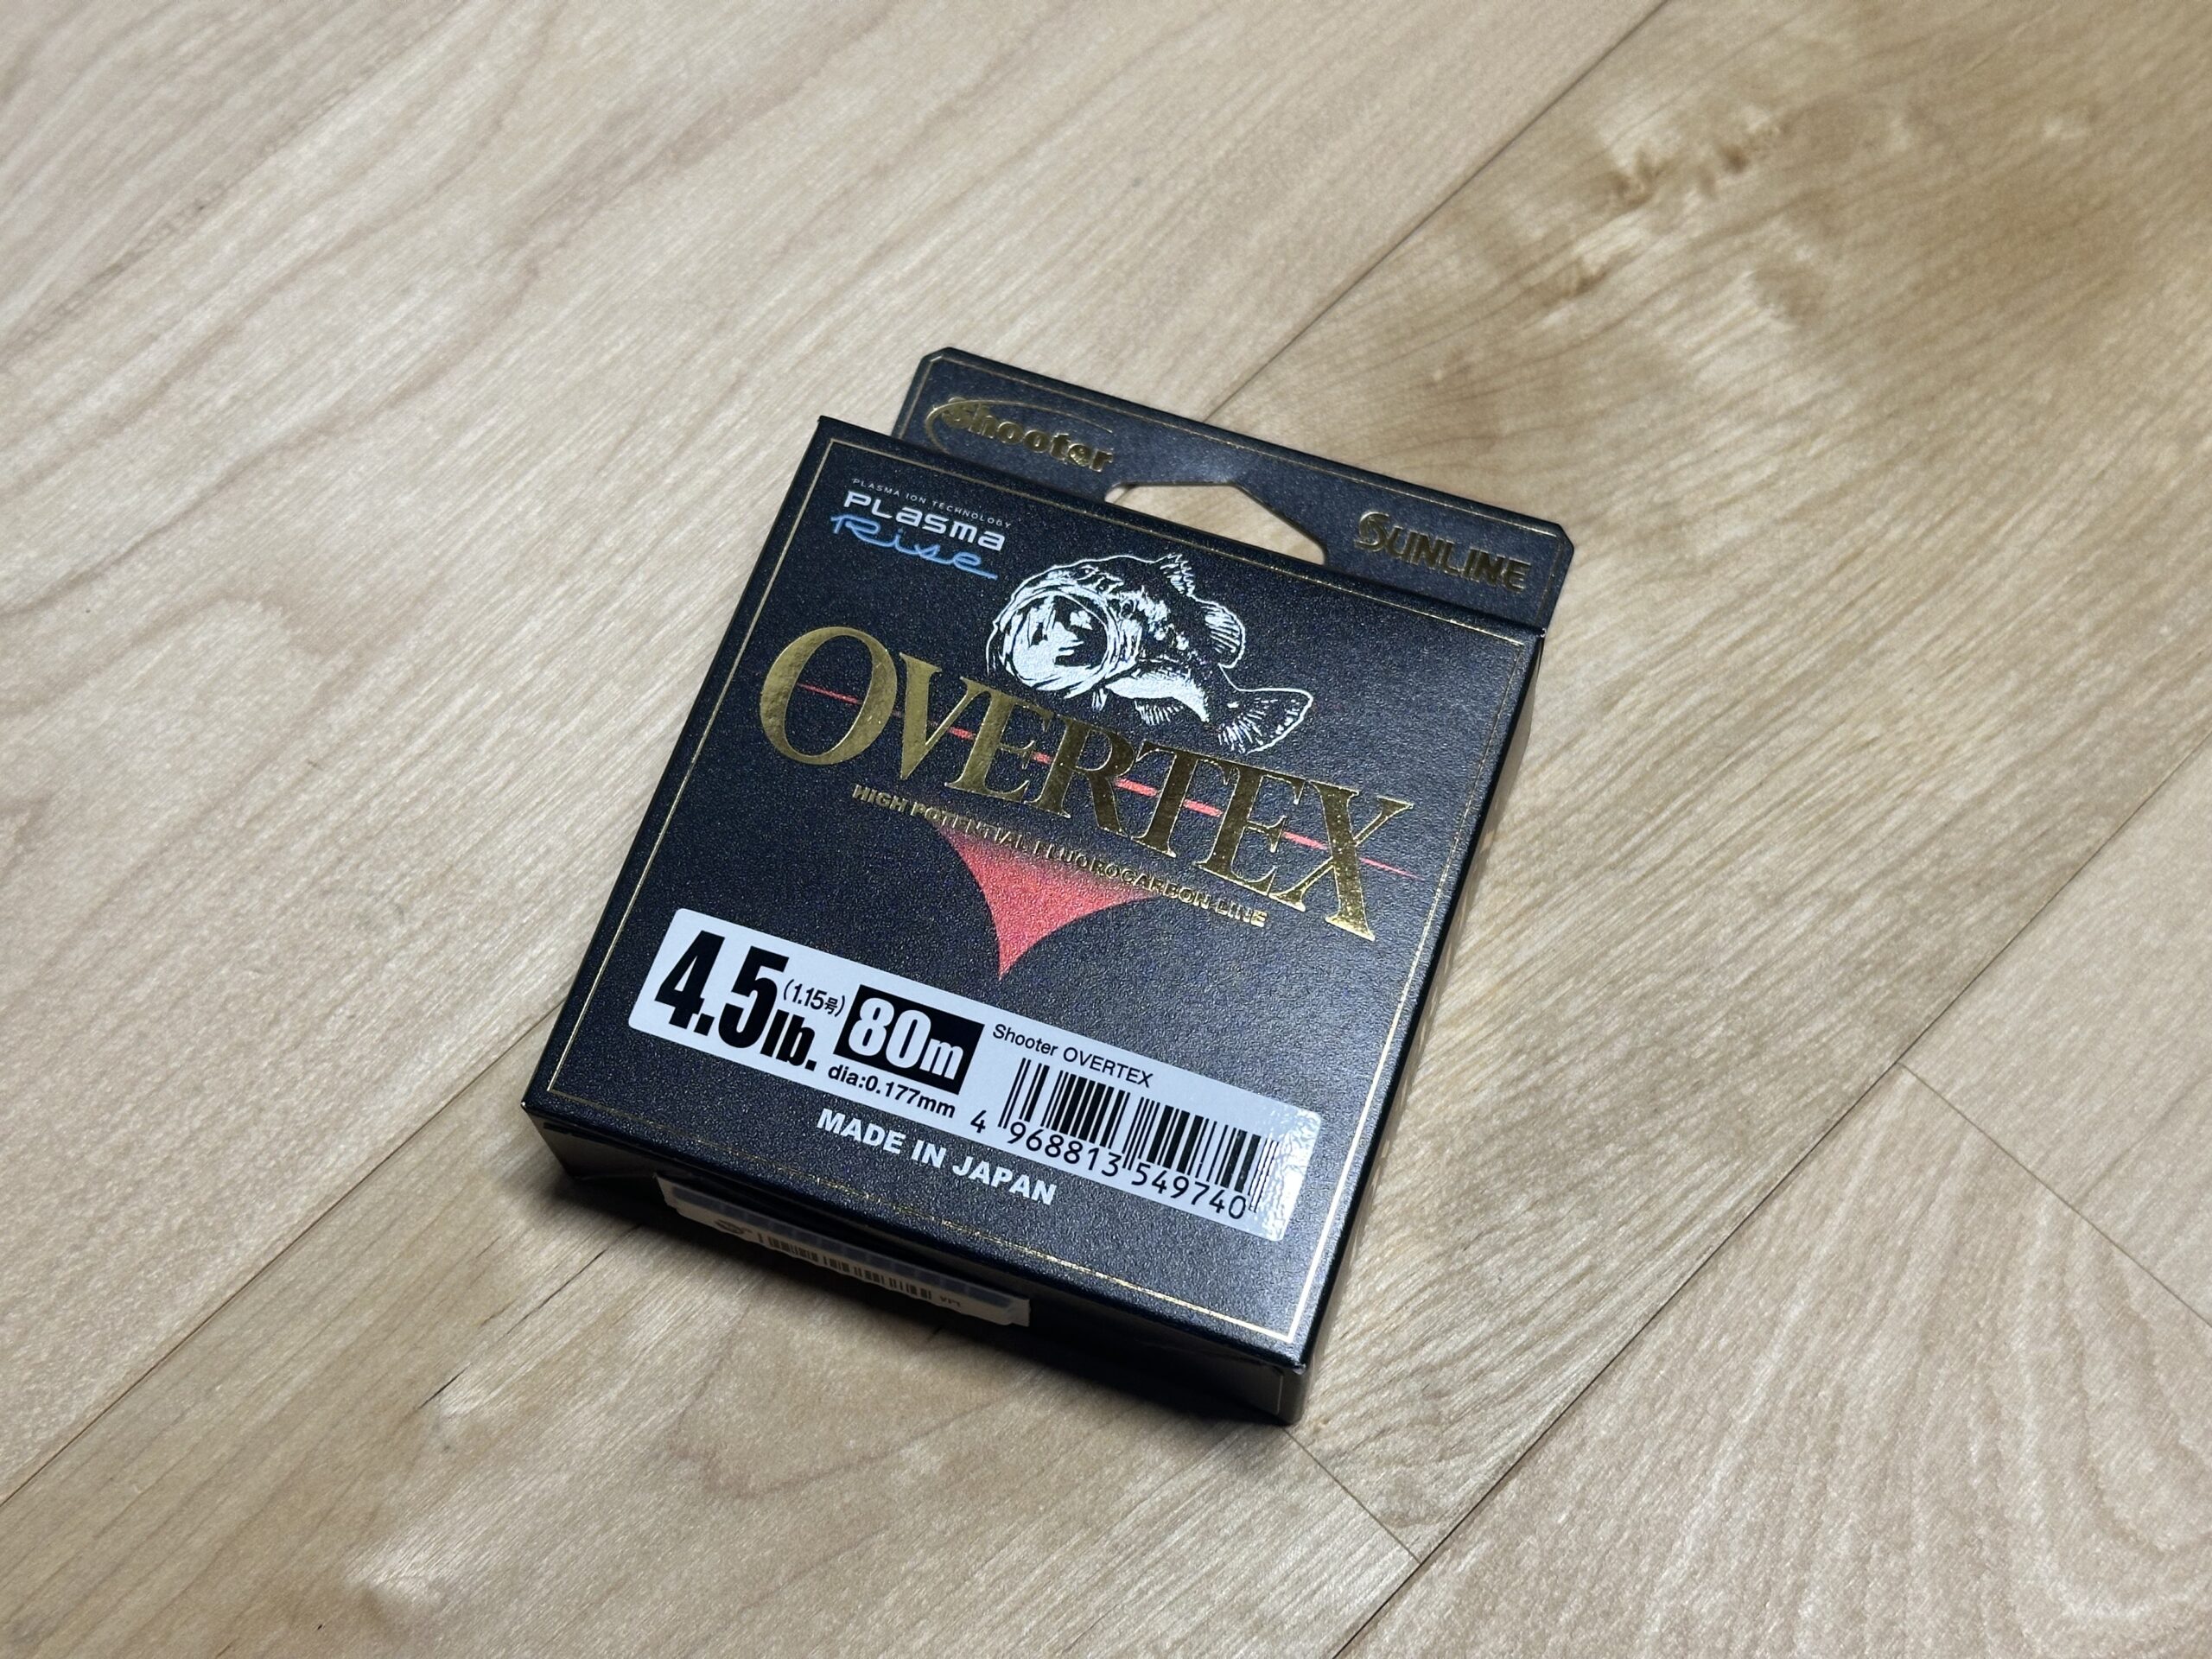 Shooter
SUNLINE
PLASMA ION TECHNOLOGY
PLASMA
Rise
OVERTEX
HIGH POTENTIAL FLUOROCARBON LINE
4.5lb.
(1.15号)
80m
dia:0.177mm
Shooter OVERTEX
4 968813 549740
MADE IN JAPAN